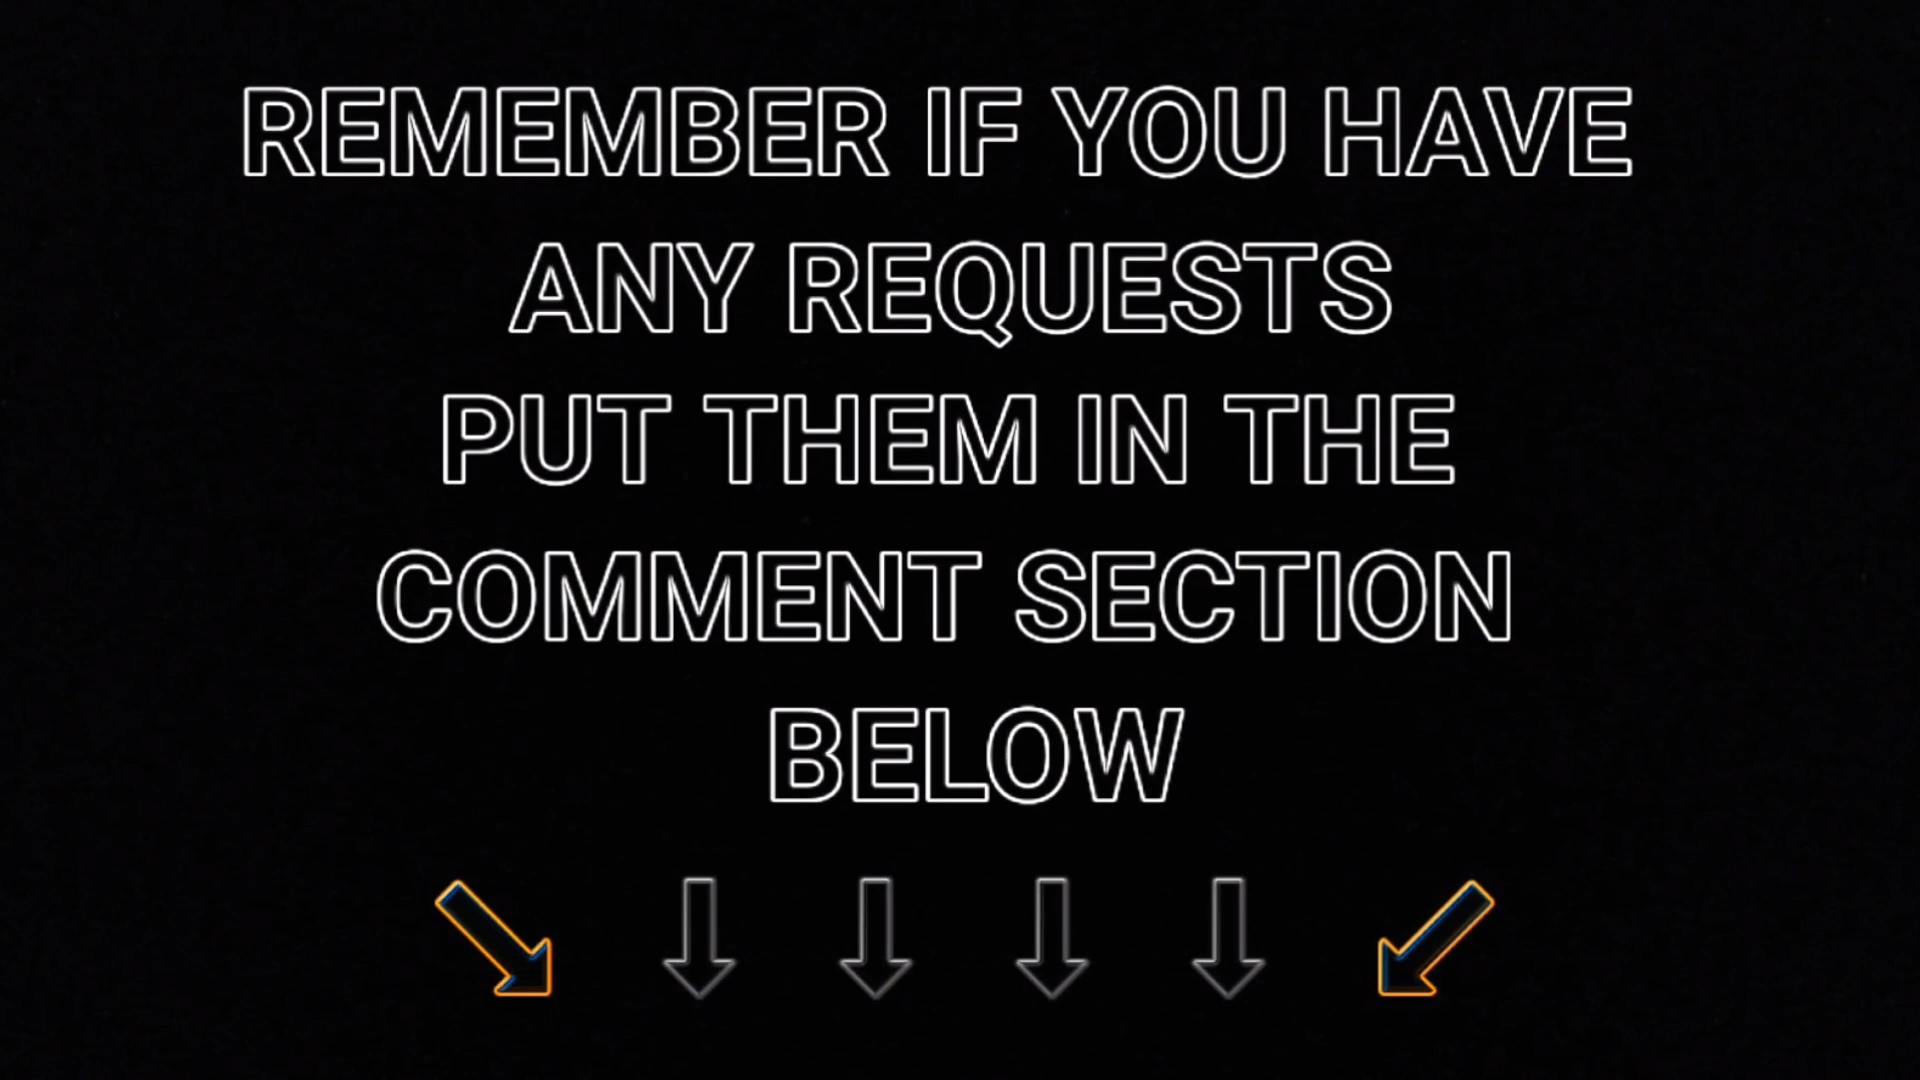 REMEMBER IF YOU HAVE
ANY REQUESTS
PUT THEM IN THE
COMMENT SECTION
BELOW